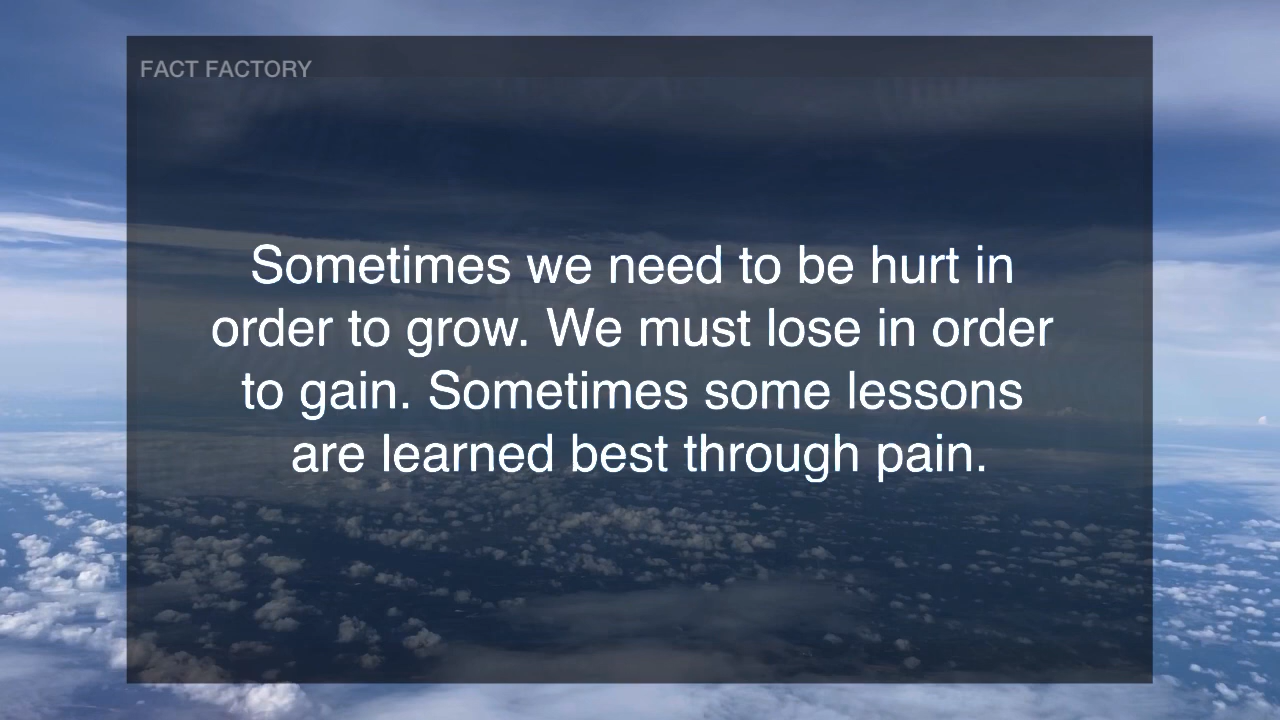 FACT FACTORY
Sometimes we need to be hurt in
order to grow. We must lose in order
to gain. Sometimes some lessons
are learned best through pain.